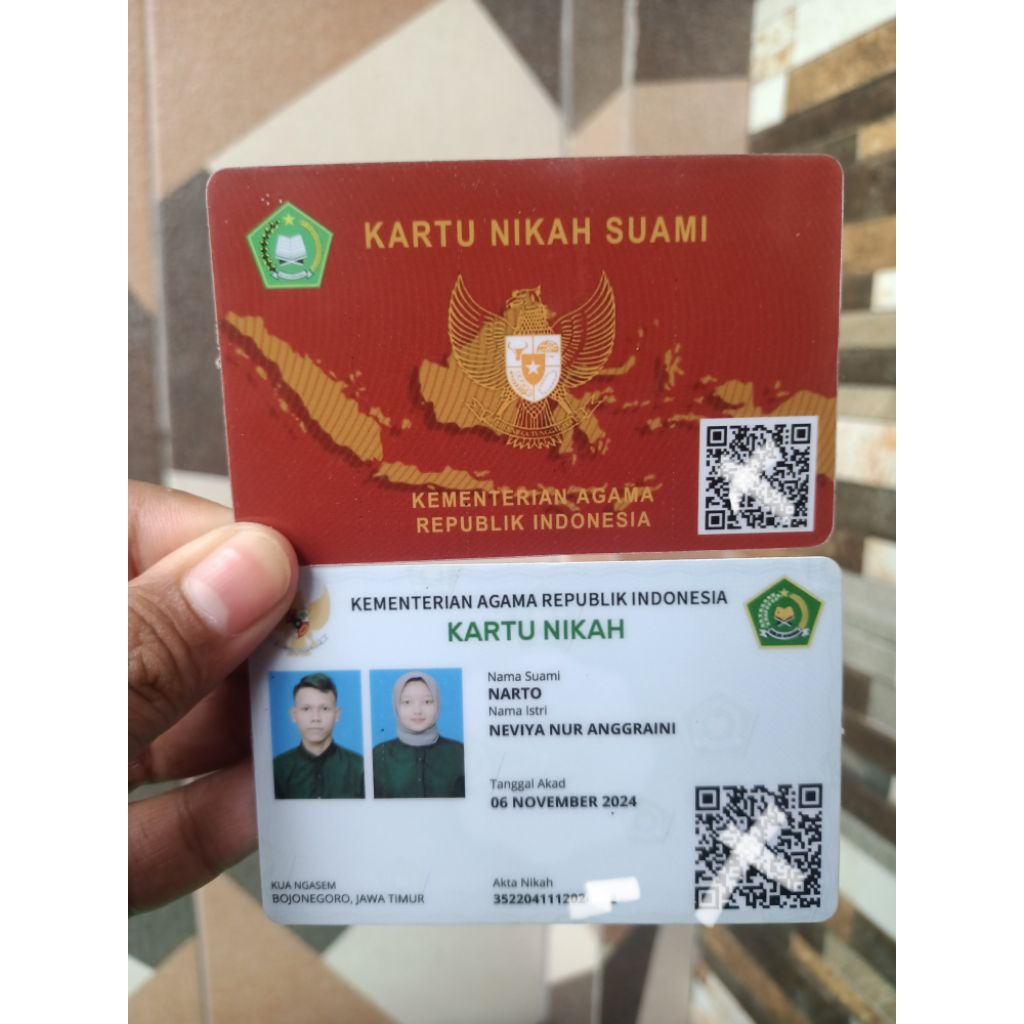 KARTU NIKAH SUAMI
KEMENTERIAN AGAMA
REPUBLIK INDONESIA
KEMENTERIAN AGAMA REPUBLIK INDONESIA
KARTU NIKAH
Nama Suami
NARTO
Nama Istri
NEVIYA NUR ANGGRAINI
Tanggal Akad
06 NOVEMBER 2024
KUA NGASEM
BOJONEGORO, JAWA TIMUR
Akta Nikah